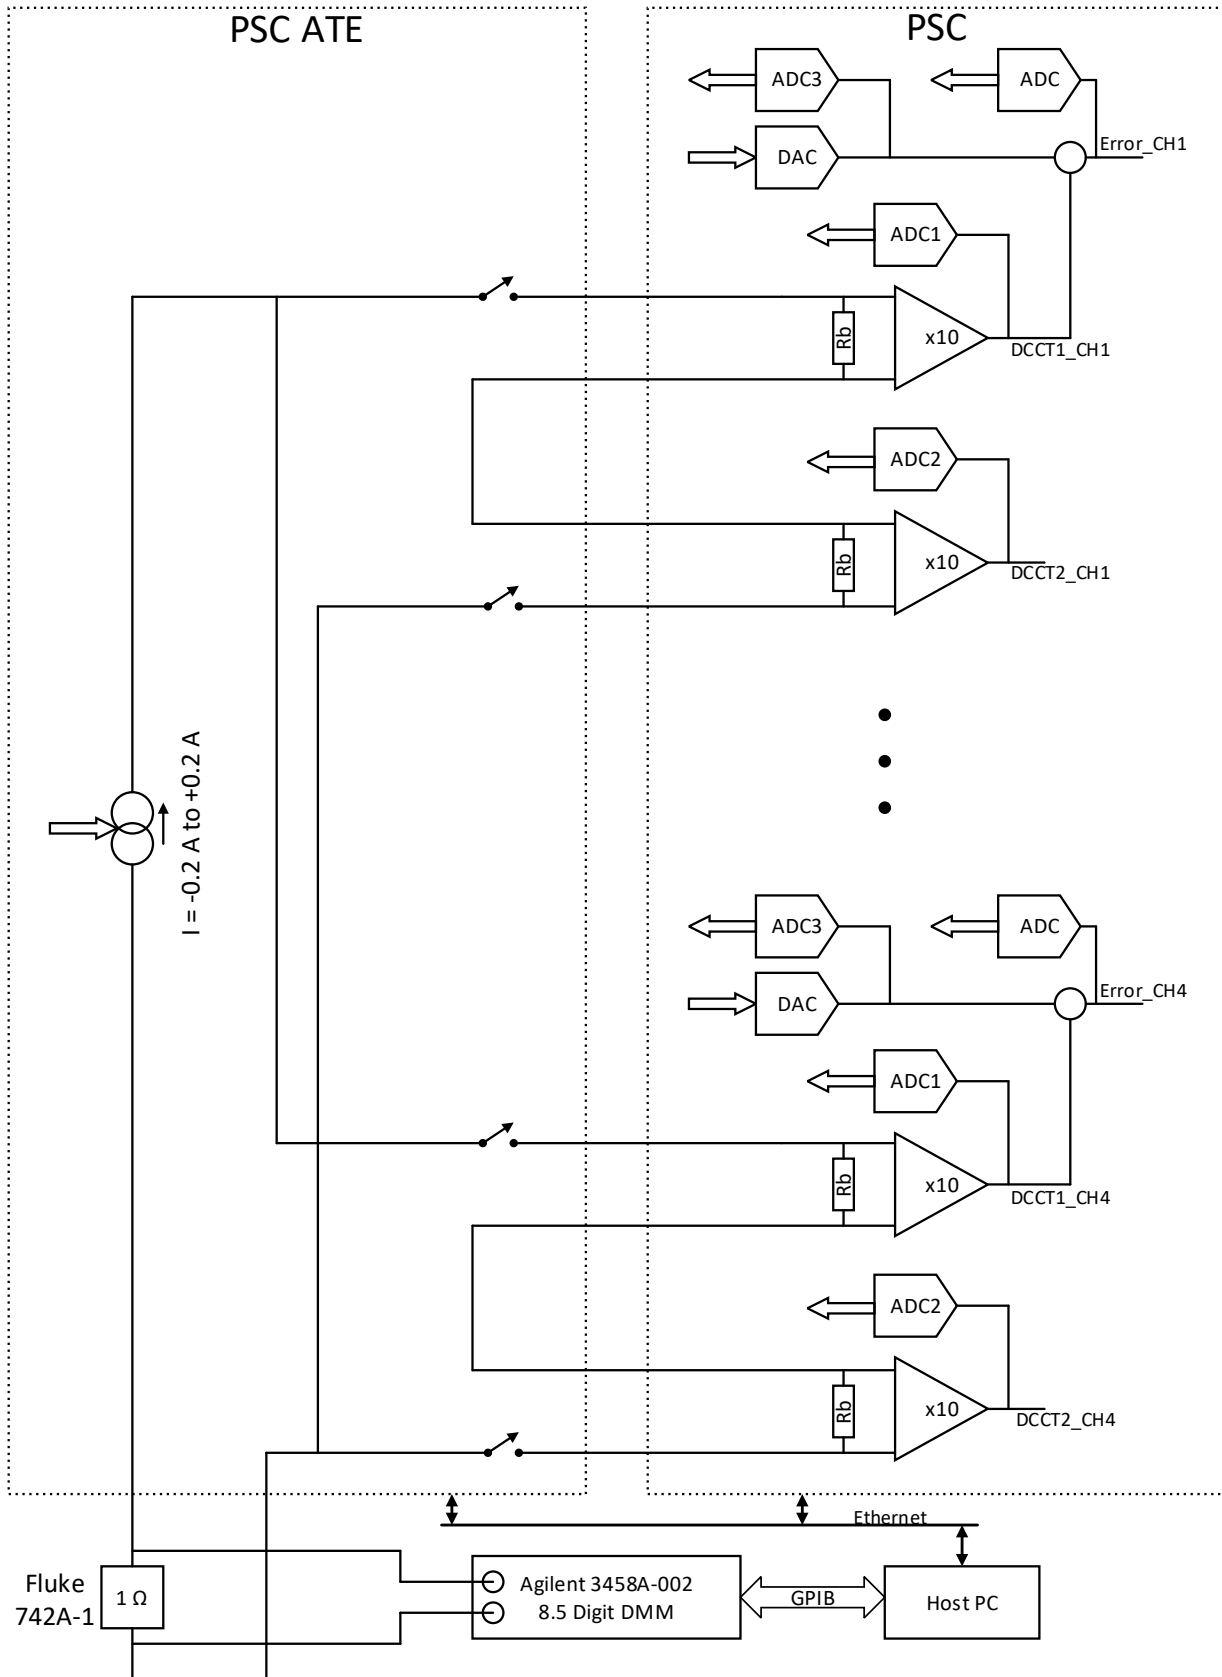 PSC ATE
PSC
ADC3
ADC
DAC
Error_CH1
ADC1
Rb
x10
DCCT1_CH1
ADC2
Rb
x10
DCCT2_CH1
I = -0.2 A to +0.2 A
ADC3
ADC
DAC
Error_CH4
ADC1
Rb
x10
DCCT1_CH4
ADC2
Rb
x10
DCCT2_CH4
Ethernet
Fluke
742A-1
1 Ω
Agilent 3458A-002
8.5 Digit DMM
GPIB
Host PC